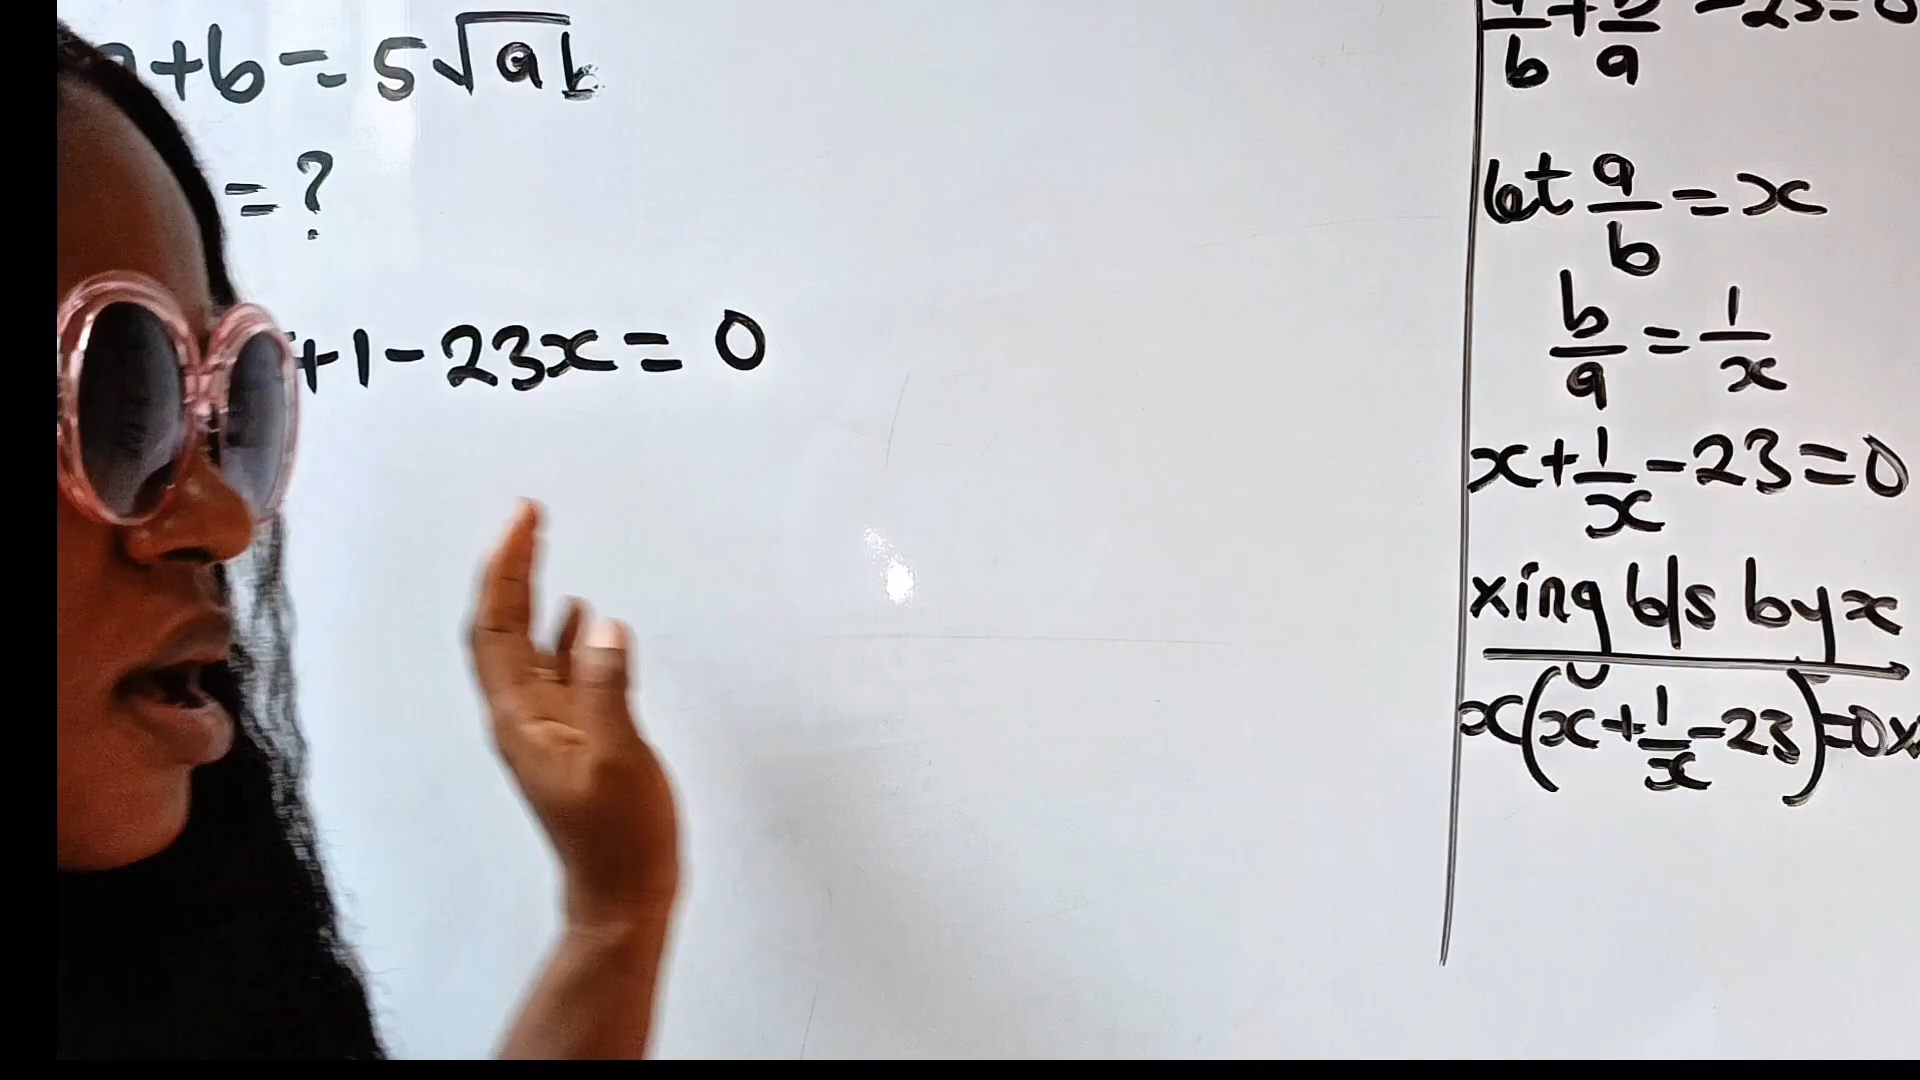 +b = 5√ab
= ?
+1-23x = 0
a/b + b/a - 23=0
let a/b = x
b/a = 1/x
x+1/x-23=0
xing b/s by x
x(x+1/x-23)=0x